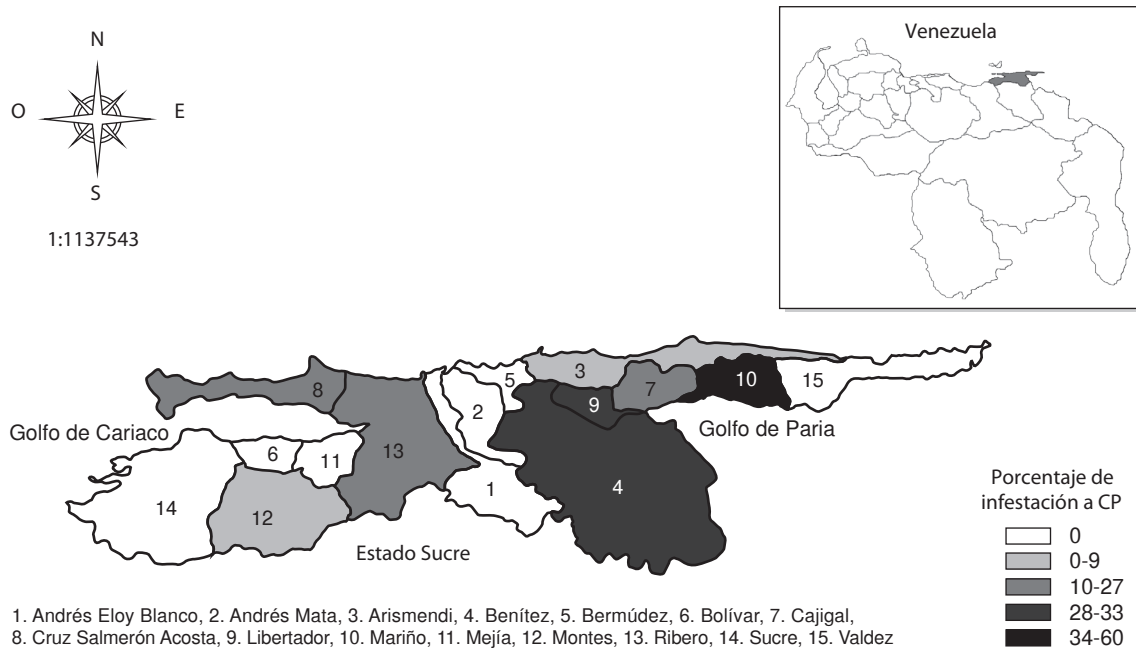 N
O
E
S
1:1137543
Venezuela
5
3
8
7
10
15
2
9
Golfo de Cariaco
Golfo de Paria
6
11
13
1
4
14
12
Estado Sucre
Porcentaje de
infestación a CP
0
0-9
10-27
28-33
34-60
1. Andrés Eloy Blanco, 2. Andrés Mata, 3. Arismendi, 4. Benítez, 5. Bermúdez, 6. Bolívar, 7. Cajigal,
8. Cruz Salmerón Acosta, 9. Libertador, 10. Mariño, 11. Mejía, 12. Montes, 13. Ribero, 14. Sucre, 15. Valdez